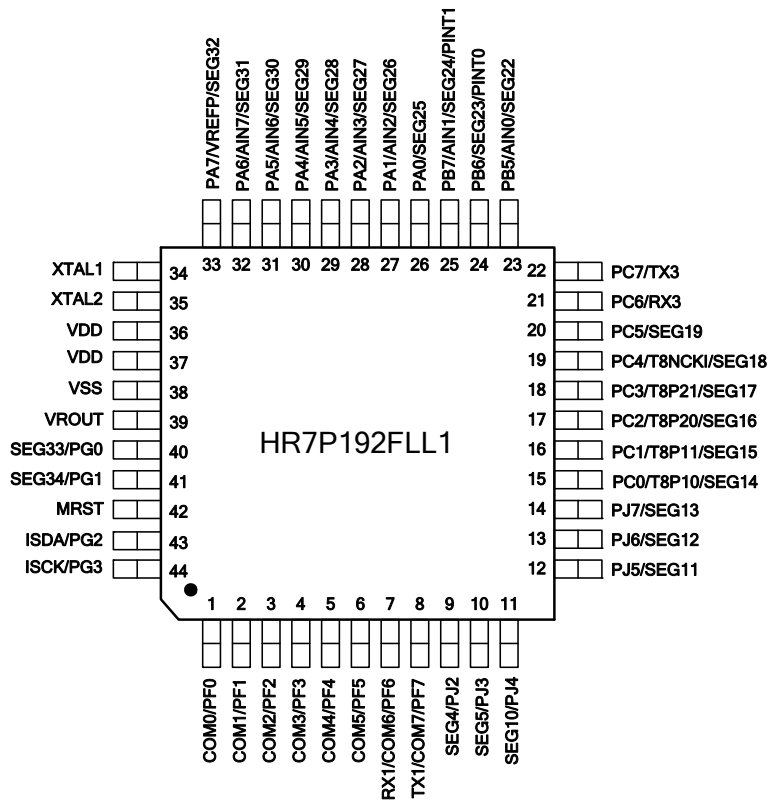 PA7/VREFP/SEG32
PA6/AIN7/SEG31
PA5/AIN6/SEG30
PA4/AIN5/SEG29
PA3/AIN4/SEG28
PA2/AIN3/SEG27
PA1/AIN2/SEG26
PA0/SEG25
PB7/AIN1/SEG24/PINT1
PB6/SEG23/PINT0
PB5/AIN0/SEG22
33 32 31 30 29 28 27 26 25 24 23
XTAL1 34
XTAL2 35
VDD 36
VDD 37
VSS 38
VROUT 39
SEG33/PG0 40
SEG34/PG1 41
MRST 42
ISDA/PG2 43
ISCK/PG3 44
HR7P192FLL1
22 PC7/TX3
21 PC6/RX3
20 PC5/SEG19
19 PC4/T8NCKI/SEG18
18 PC3/T8P21/SEG17
17 PC2/T8P20/SEG16
16 PC1/T8P11/SEG15
15 PC0/T8P10/SEG14
14 PJ7/SEG13
13 PJ6/SEG12
12 PJ5/SEG11
1 2 3 4 5 6 7 8 9 10 11
COM0/PF0
COM1/PF1
COM2/PF2
COM3/PF3
COM4/PF4
COM5/PF5
RX1/COM6/PF6
TX1/COM7/PF7
SEG4/PJ2
SEG5/PJ3
SEG10/PJ4